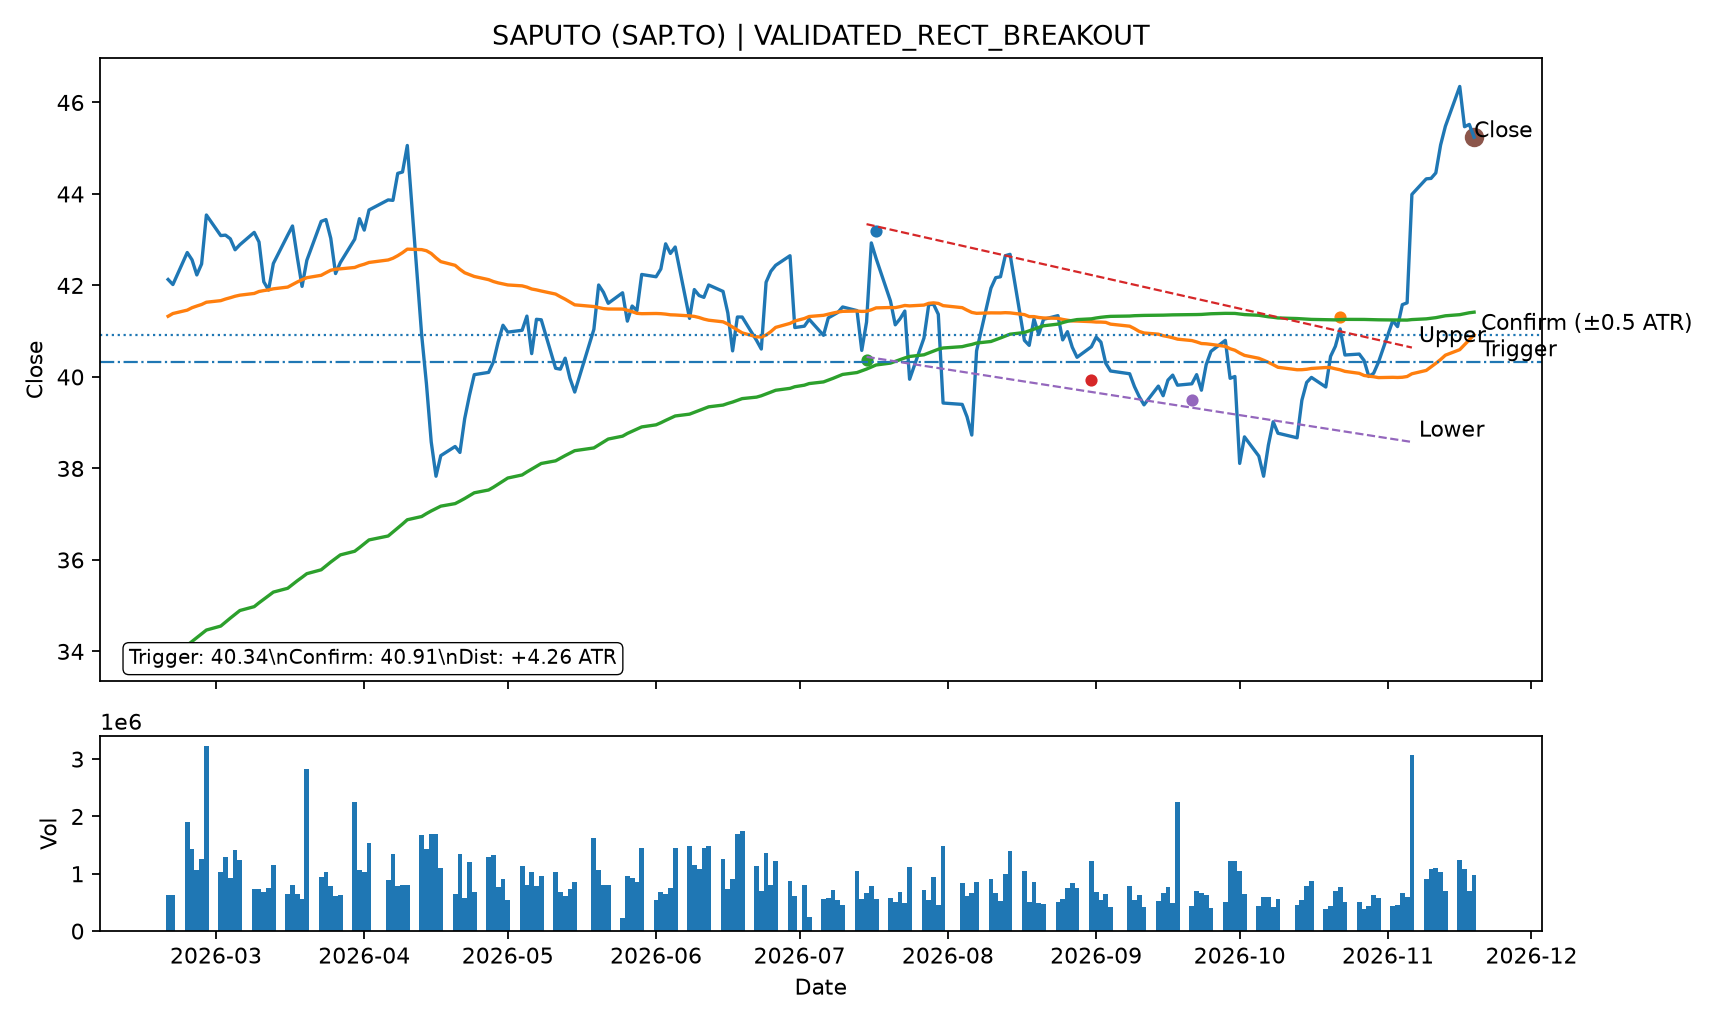 SAPUTO (SAP.TO) | VALIDATED_RECT_BREAKOUT
Close
46
44
42
40
38
36
34
Close
Confirm (±0.5 ATR)
Upper
Trigger
Lower
Trigger: 40.34\nConfirm: 40.91\nDist: +4.26 ATR
1e6
Vol
3
2
1
0
2026-03
2026-04
2026-05
2026-06
2026-07
2026-08
2026-09
2026-10
2026-11
2026-12
Date